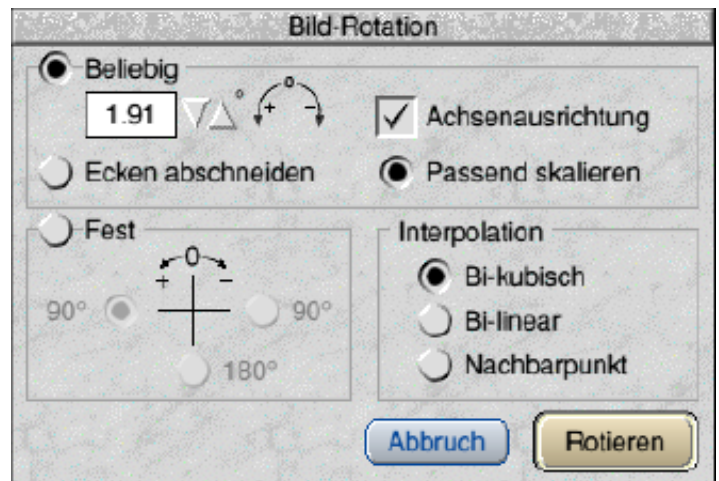 Bild-Rotation
Beliebig
1.91 ° + 0 -
Achsenausrichtung
Ecken abschneiden
Passend skalieren
Fest
0
+ -
90° 90°
180°
Interpolation
Bi-kubisch
Bi-linear
Nachbarpunkt
Abbruch
Rotieren